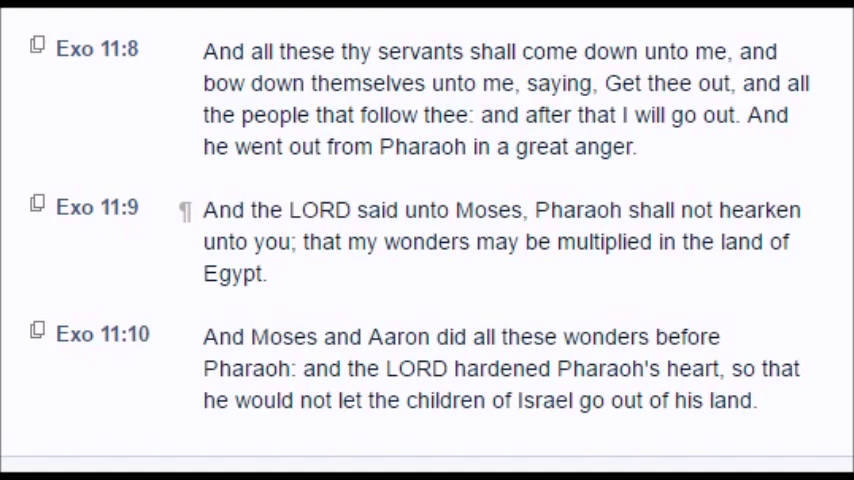 Exo 11:8 And all these thy servants shall come down unto me, and
bow down themselves unto me, saying, Get thee out, and all
the people that follow thee: and after that I will go out. And
he went out from Pharaoh in a great anger.
Exo 11:9 ¶ And the LORD said unto Moses, Pharaoh shall not hearken
unto you; that my wonders may be multiplied in the land of
Egypt.
Exo 11:10 And Moses and Aaron did all these wonders before
Pharaoh: and the LORD hardened Pharaoh's heart, so that
he would not let the children of Israel go out of his land.